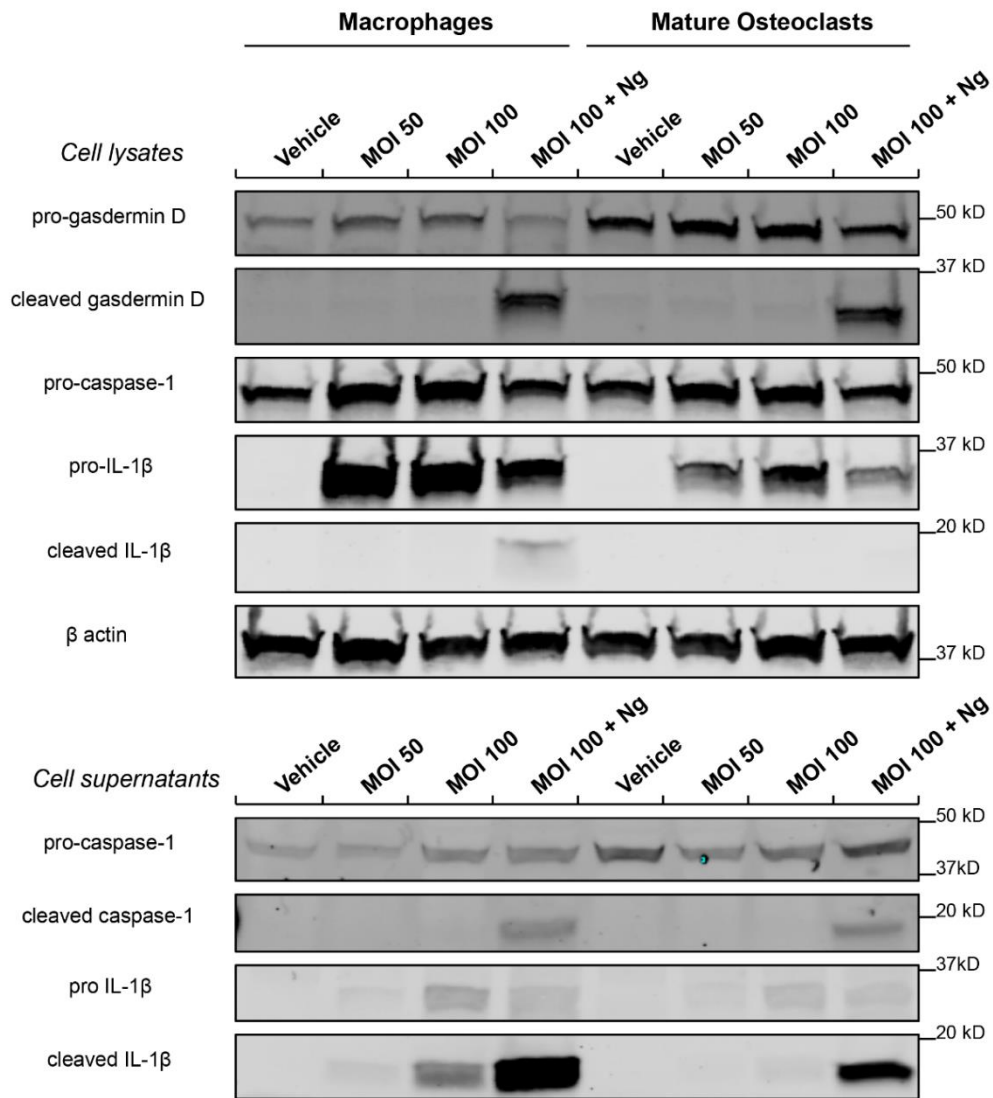 Macrophages Mature Osteoclasts
Cell lysates Vehicle MOI 50 MOI 100 MOI 100 + Ng Vehicle MOI 50 MOI 100 MOI 100 + Ng
pro-gasdermin D 50 kD
cleaved gasdermin D 37 kD
pro-caspase-1 50 kD
pro-IL-1β 37 kD
cleaved IL-1β 20 kD
β actin 37 kD
Cell supernatants Vehicle MOI 50 MOI 100 MOI 100 + Ng Vehicle MOI 50 MOI 100 MOI 100 + Ng
pro-caspase-1 50 kD
37kD
cleaved caspase-1 20 kD
pro IL-1β 37kD
cleaved IL-1β 20 kD